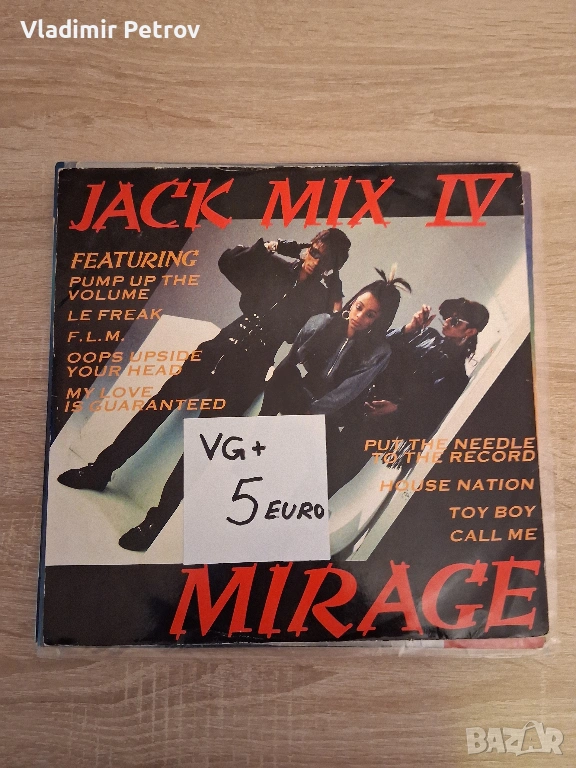 Vladimir Petrov
JACK MIX IV
FEATURING
PUMP UP THE
VOLUME
LE FREAK
F.L.M.
OOPS UPSIDE
YOUR HEAD
MY LOVE
IS GUARANTEED
PUT THE NEEDLE
TO THE RECORD
HOUSE NATION
TOY BOY
CALL ME
VG+
5 EURO
MIRAGE
BAZAR